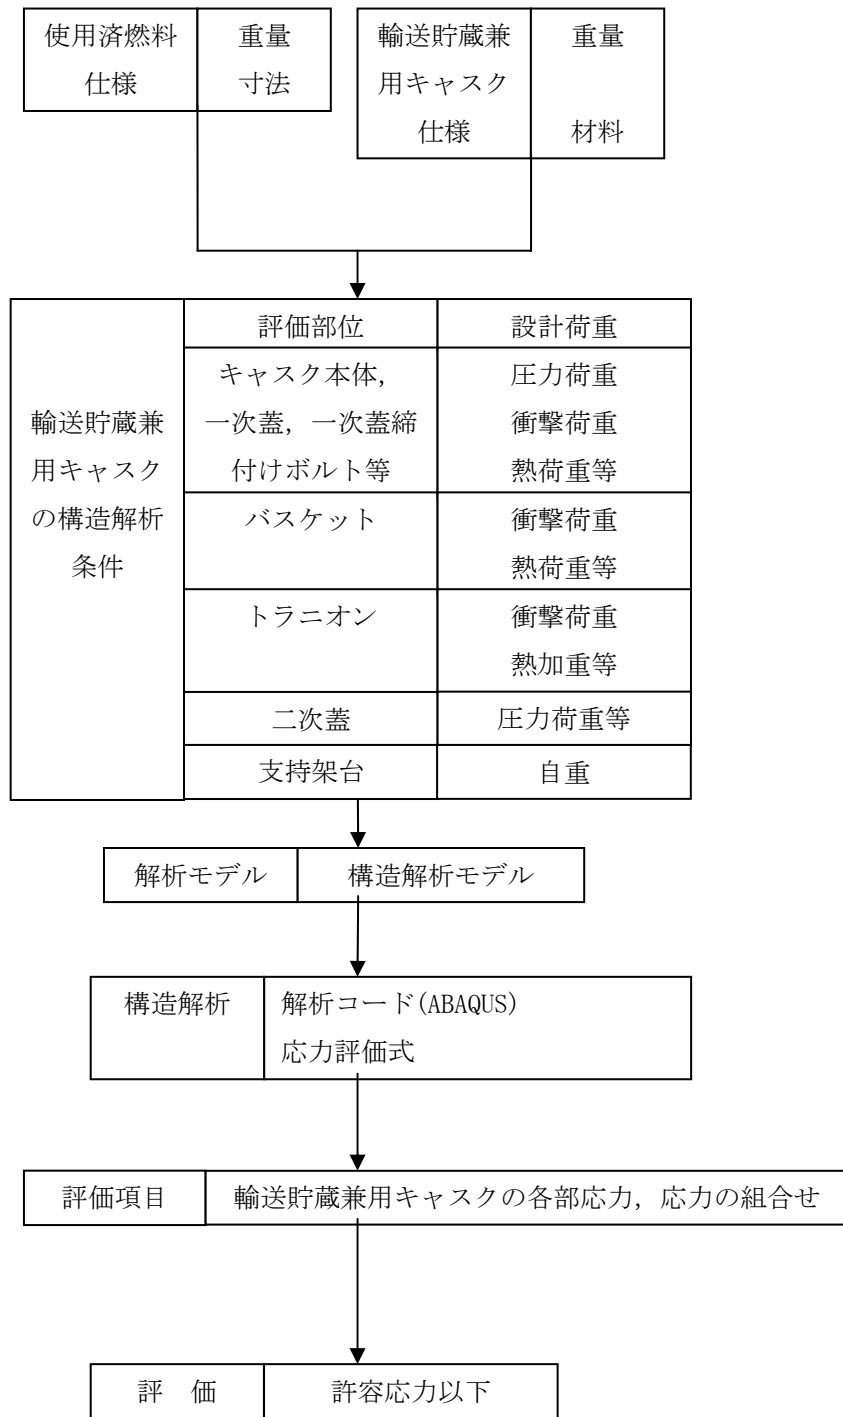 使用済燃料
仕様
重量
寸法
輸送貯蔵兼
用キャスク
仕様
重量
材料
輸送貯蔵兼
用キャスク
の構造解析
条件
評価部位
設計荷重
キャスク本体,
一次蓋, 一次蓋締
付けボルト等
圧力荷重
衝撃荷重
熱荷重等
バスケット
衝撃荷重
熱荷重等
トラニオン
衝撃荷重
熱加重等
二次蓋
圧力荷重等
支持架台
自重
解析モデル
構造解析モデル
構造解析
解析コード(ABAQUS)
応力評価式
評価項目
輸送貯蔵兼用キャスクの各部応力, 応力の組合せ
評　価
許容応力以下